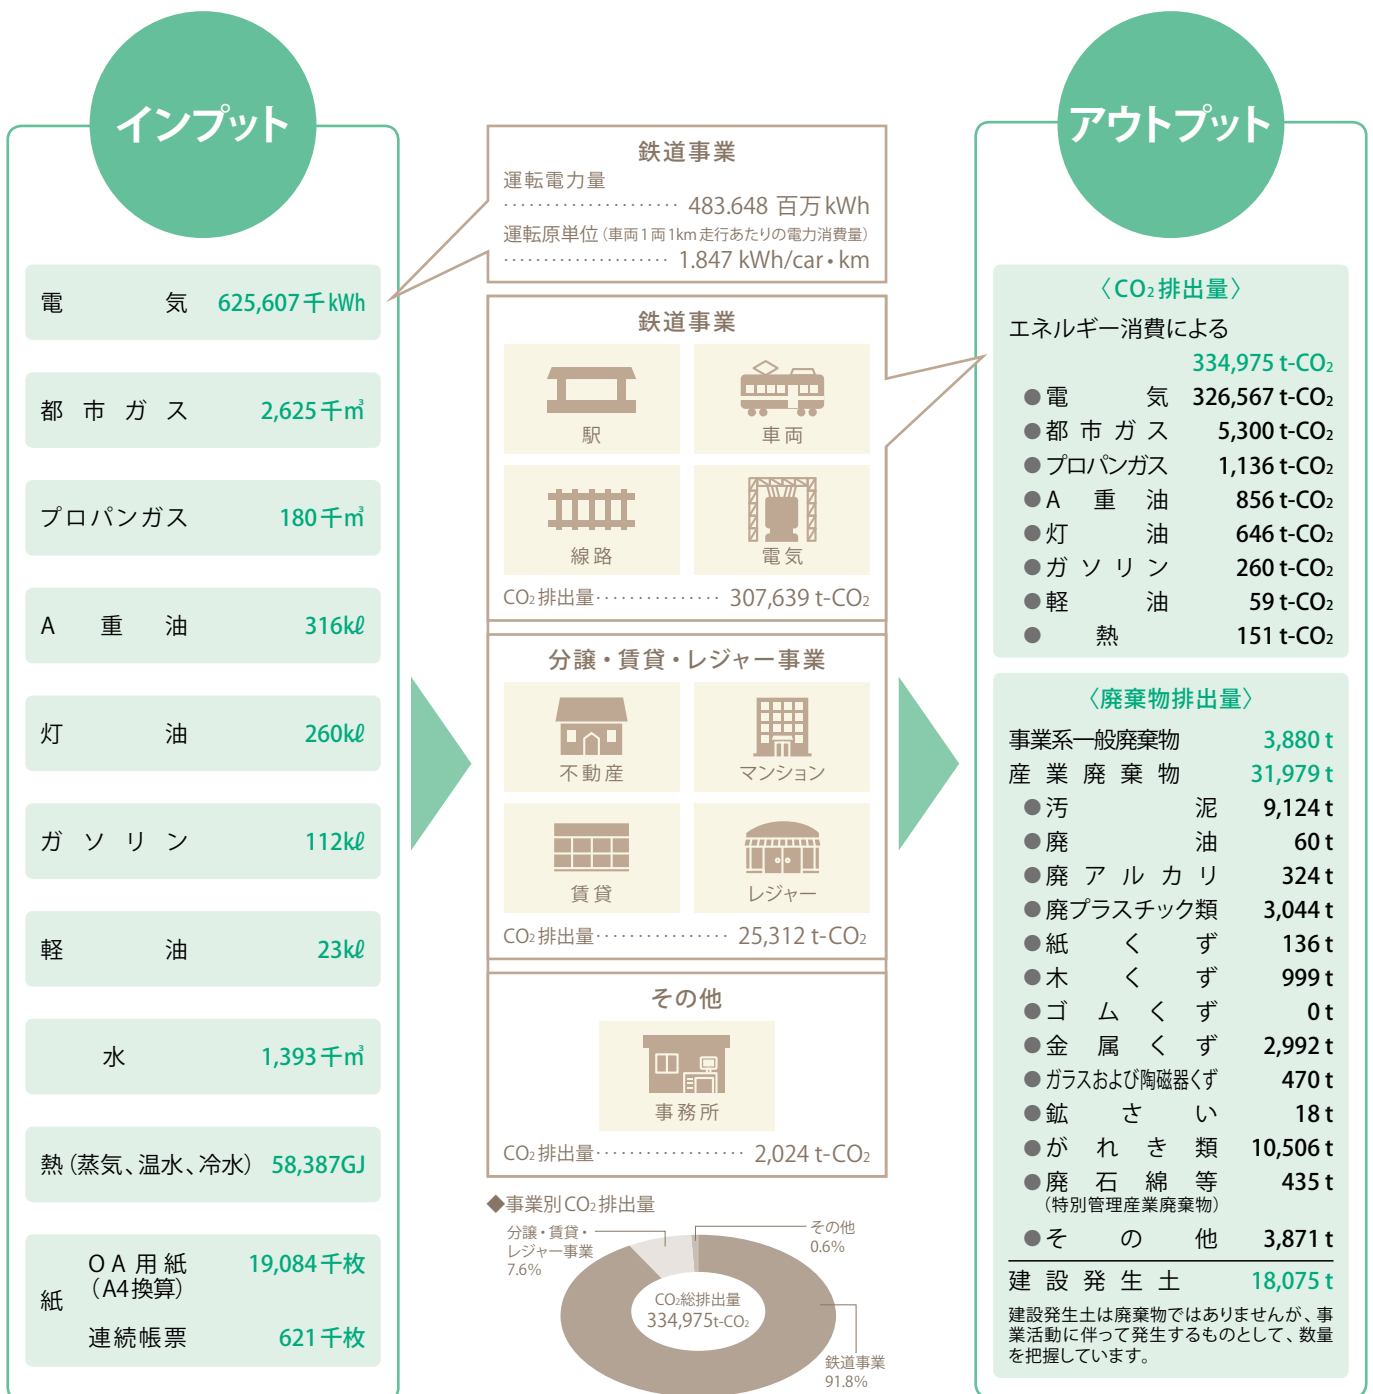 インプット
電気 625,607千kWh
都市ガス 2,625千㎥
プロパンガス 180千㎥
A重油 316kℓ
灯油 260kℓ
ガソリン 112kℓ
軽油 23kℓ
水 1,393千㎥
熱(蒸気、温水、冷水) 58,387GJ
紙
OA用紙 19,084千枚
(A4換算)
連続帳票 621千枚
鉄道事業
運転電力量
····················· 483.648 百万kWh
運転原単位(車両1両1km走行あたりの電力消費量)
···················· 1.847 kWh/car・km
鉄道事業
駅
車両
線路
電気
CO₂排出量··············· 307,639 t-CO₂
分譲・賃貸・レジャー事業
不動産
マンション
賃貸
レジャー
CO₂排出量················ 25,312 t-CO₂
その他
事務所
CO₂排出量·················· 2,024 t-CO₂
◆事業別CO₂排出量
分譲・賃貸・
レジャー事業
7.6%
その他
0.6%
CO₂総排出量
334,975t-CO₂
鉄道事業
91.8%
アウトプット
〈CO₂排出量〉
エネルギー消費による
334,975 t-CO₂
●電気 326,567 t-CO₂
●都市ガス 5,300 t-CO₂
●プロパンガス 1,136 t-CO₂
●A重油 856 t-CO₂
●灯油 646 t-CO₂
●ガソリン 260 t-CO₂
●軽油 59 t-CO₂
●熱 151 t-CO₂
〈廃棄物排出量〉
事業系一般廃棄物 3,880 t
産業廃棄物 31,979 t
●汚泥 9,124 t
●廃油 60 t
●廃アルカリ 324 t
●廃プラスチック類 3,044 t
●紙くず 136 t
●木くず 999 t
●ゴムくず 0 t
●金属くず 2,992 t
●ガラスおよび陶磁器くず 470 t
●鉱さい 18 t
●がれき類 10,506 t
●廃石綿等 435 t
(特別管理産業廃棄物)
●その他 3,871 t
建設発生土 18,075 t
建設発生土は廃棄物ではありませんが、事
業活動に伴って発生するものとして、数量
を把握しています。